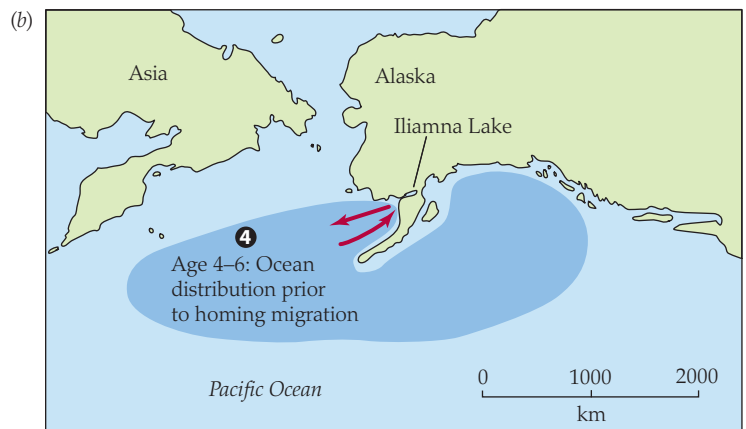 (b)
Asia
Alaska
Iliamna Lake
4
Age 4–6: Ocean
distribution prior
to homing migration
Pacific Ocean
0 1000 2000
km